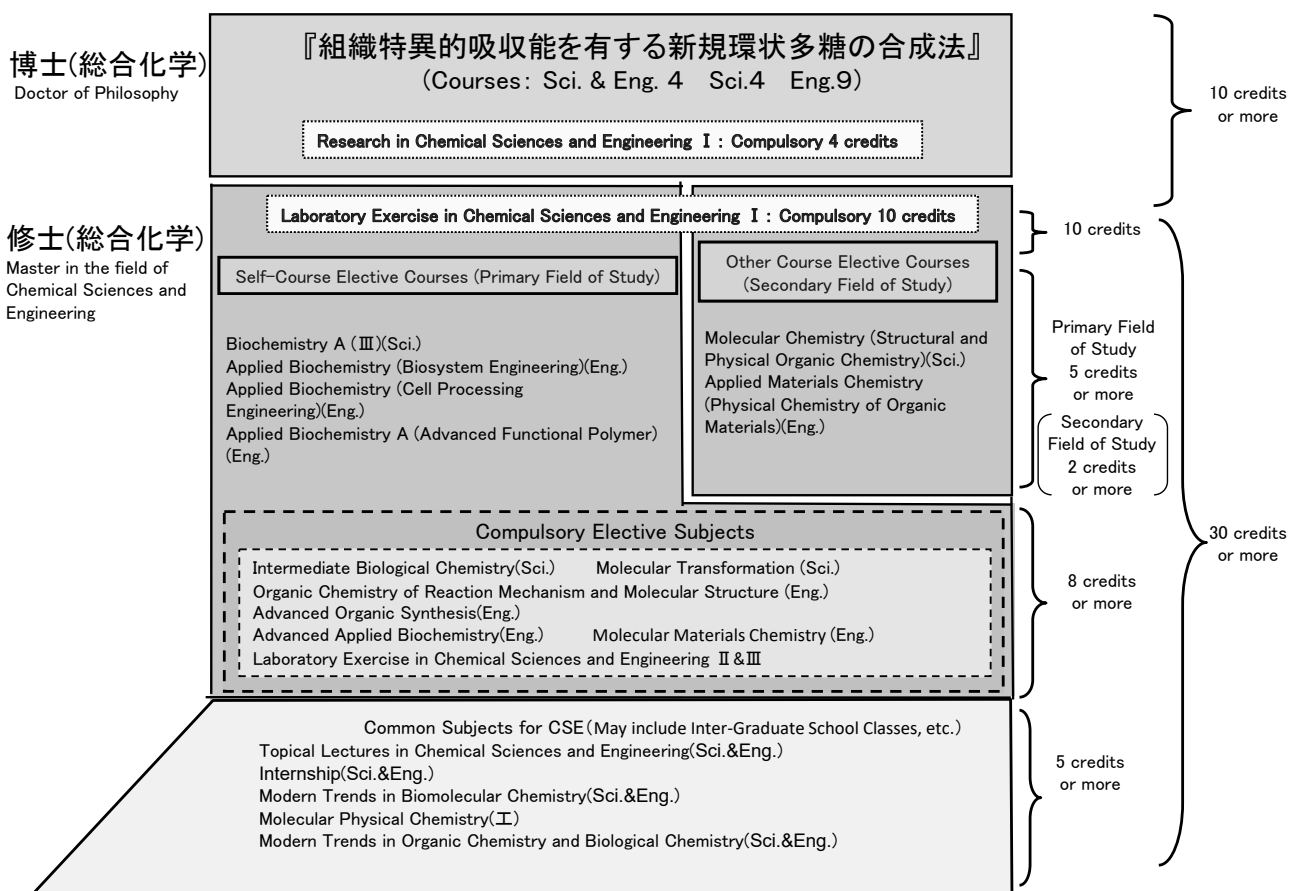 博士(総合化学)
Doctor of Philosophy
『組織特異的吸収能を有する新規環状多糖の合成法』
(Courses: Sci. & Eng. 4 Sci.4 Eng.9)
Research in Chemical Sciences and Engineering Ⅰ: Compulsory 4 credits
10 credits
or more
修士(総合化学)
Master in the field of
Chemical Sciences and
Engineering
Laboratory Exercise in Chemical Sciences and Engineering Ⅰ: Compulsory 10 credits
10 credits
Self-Course Elective Courses (Primary Field of Study)
Biochemistry A (Ⅲ)(Sci.)
Applied Biochemistry (Biosystem Engineering)(Eng.)
Applied Biochemistry (Cell Processing
Engineering)(Eng.)
Applied Biochemistry A (Advanced Functional Polymer)
(Eng.)
Other Course Elective Courses
(Secondary Field of Study)
Molecular Chemistry (Structural and
Physical Organic Chemistry)(Sci.)
Applied Materials Chemistry
(Physical Chemistry of Organic
Materials)(Eng.)
Primary Field
of Study
5 credits
or more
Secondary
Field of Study
2 credits
or more
Compulsory Elective Subjects
Intermediate Biological Chemistry(Sci.) Molecular Transformation (Sci.)
Organic Chemistry of Reaction Mechanism and Molecular Structure (Eng.)
Advanced Organic Synthesis(Eng.)
Advanced Applied Biochemistry(Eng.) Molecular Materials Chemistry (Eng.)
Laboratory Exercise in Chemical Sciences and Engineering Ⅱ&Ⅲ
8 credits
or more
30 credits
or more
Common Subjects for CSE(May include Inter-Graduate School Classes, etc.)
Topical Lectures in Chemical Sciences and Engineering(Sci.&Eng.)
Internship(Sci.&Eng.)
Modern Trends in Biomolecular Chemistry(Sci.&Eng.)
Molecular Physical Chemistry(工)
Modern Trends in Organic Chemistry and Biological Chemistry(Sci.&Eng.)
5 credits
or more